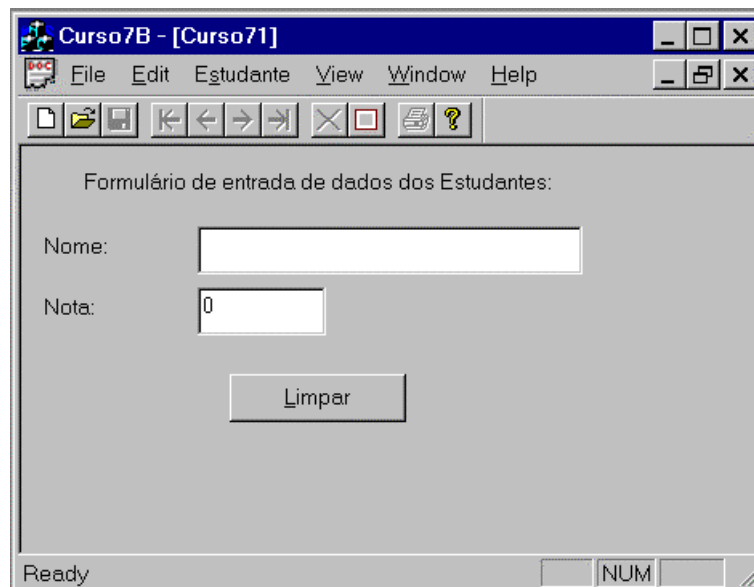 Curso7B - [Curso71]
File Edit Estudante View Window Help
Formulário de entrada de dados dos Estudantes:
Nome:
Nota: 0
Limpar
Ready NUM